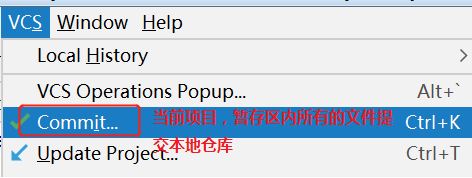 VCS Window Help
Local History
VCS Operations Popup... Alt+`
Commit... 当前项目，暂存区内所有的文件提 Ctrl+K
交本地仓库
Update Project... Ctrl+T